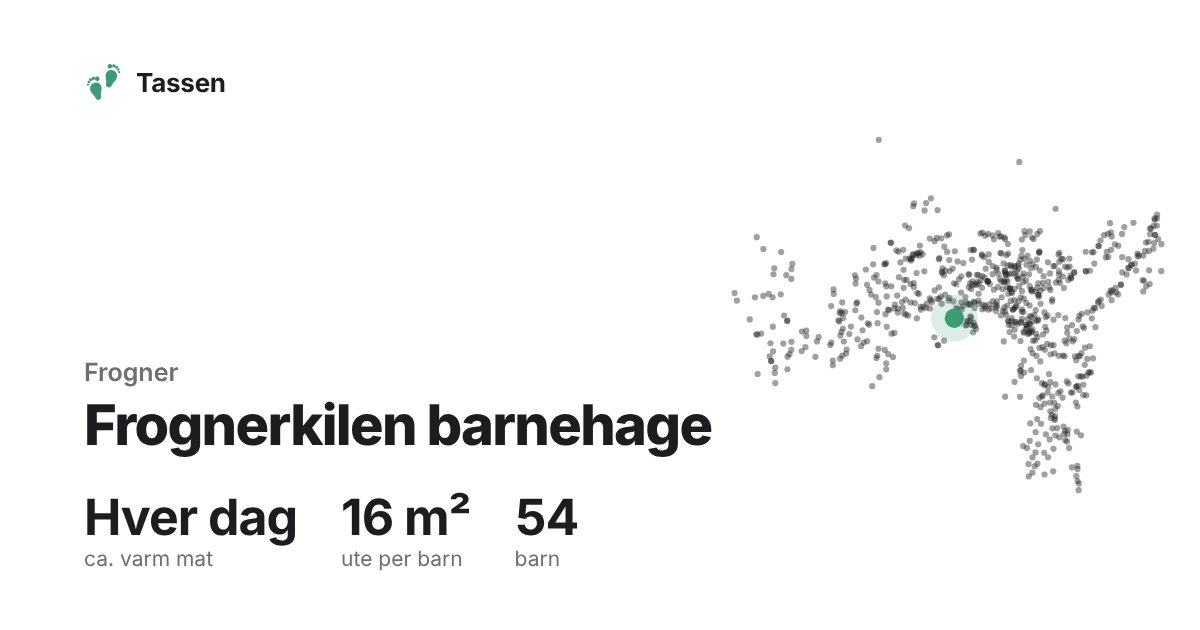 Tassen
Frogner
Frognerkilen barnehage
Hver dag 16 m² 54
ca. varm mat ute per barn barn